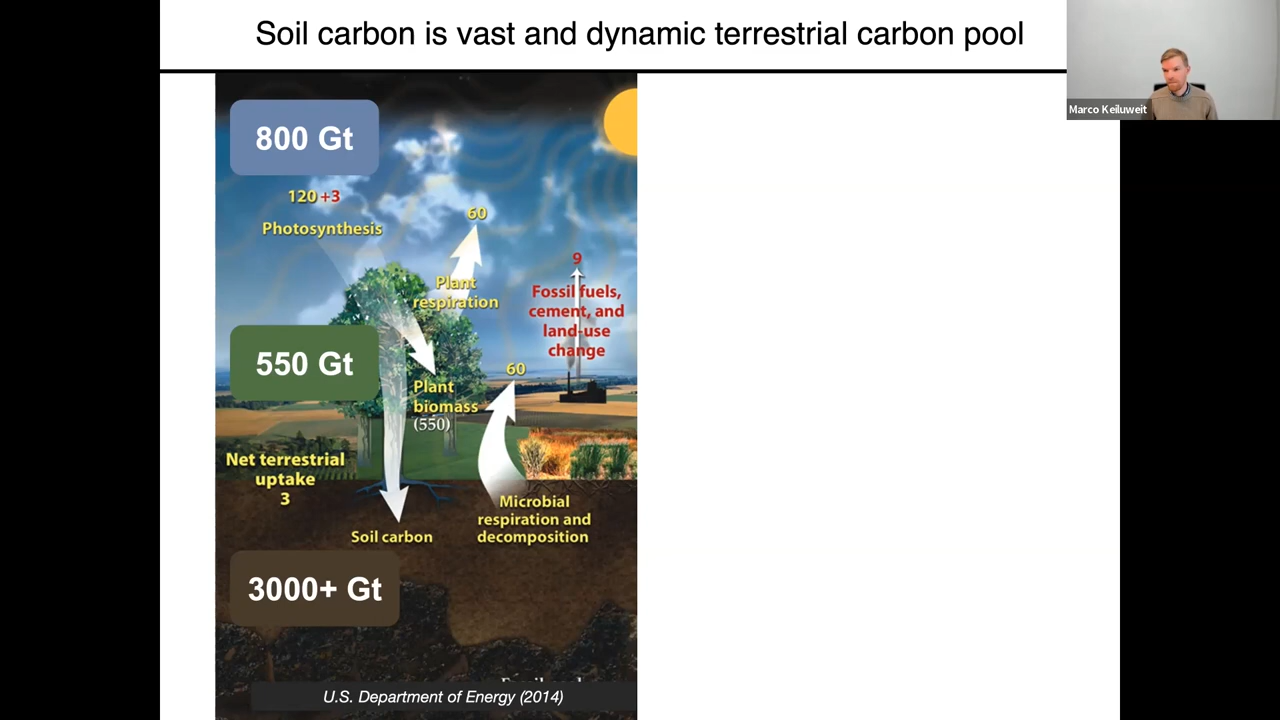 Soil carbon is vast and dynamic terrestrial carbon pool
Marco Keiluweit
800 Gt
120 +3
Photosynthesis
60
Plant
respiration
9
Fossil fuels,
cement, and
land-use
change
550 Gt
60
Plant
biomass
(550)
Net terrestrial
uptake
3
Microbial
respiration and
decomposition
Soil carbon
3000+ Gt
U.S. Department of Energy (2014)